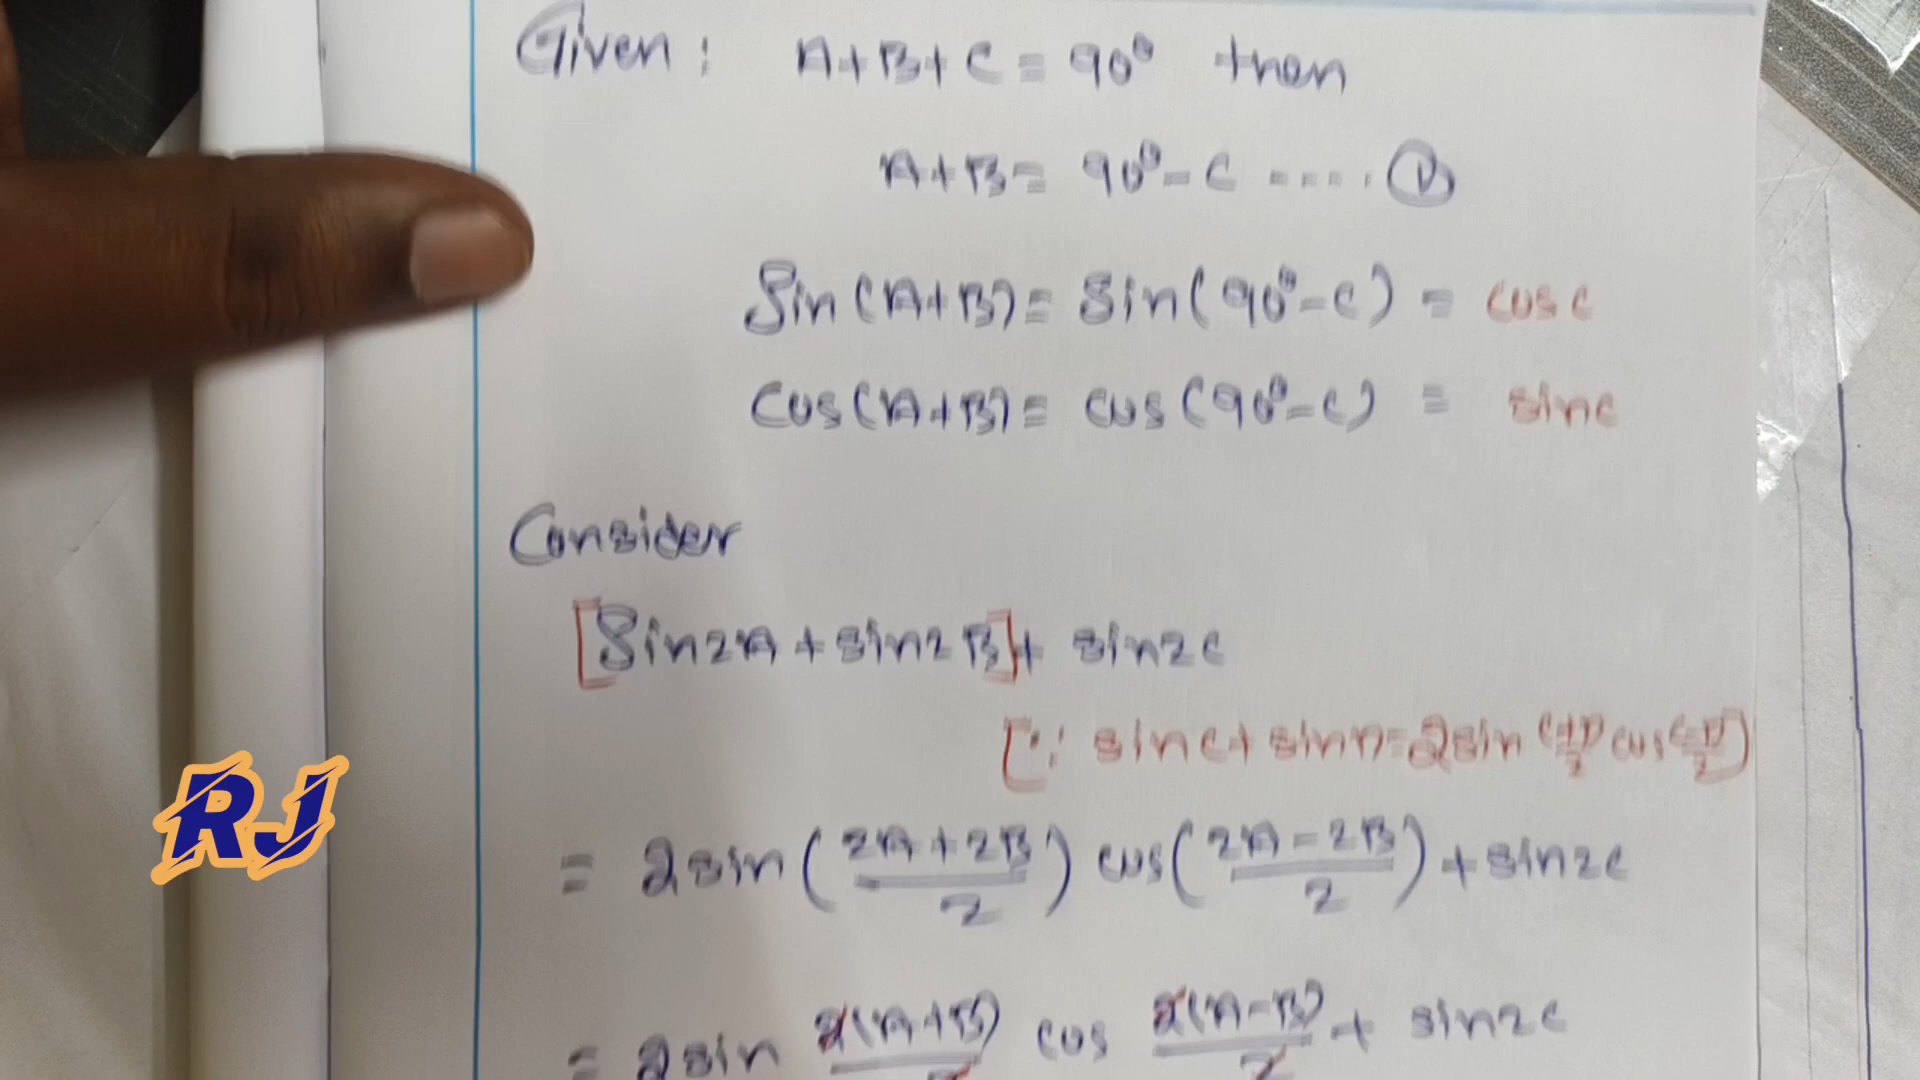 Given: A+B+C = 90° then
A+B = 90°-C ..... ①
Sin(A+B) = Sin(90°-C) = cos c
Cos(A+B) = cos(90°-C) = sinc
Consider
[Sin2A + sin2B] + sin2c
[∵ sinc + sinD = 2sin (C+D)/2 cos (C-D)/2]
= 2sin((2A+2B)/2) cos((2A-2B)/2) + sin2c
= 2sin 2(A+B)/2 cos 2(A-B)/2 + sin2c
RJ